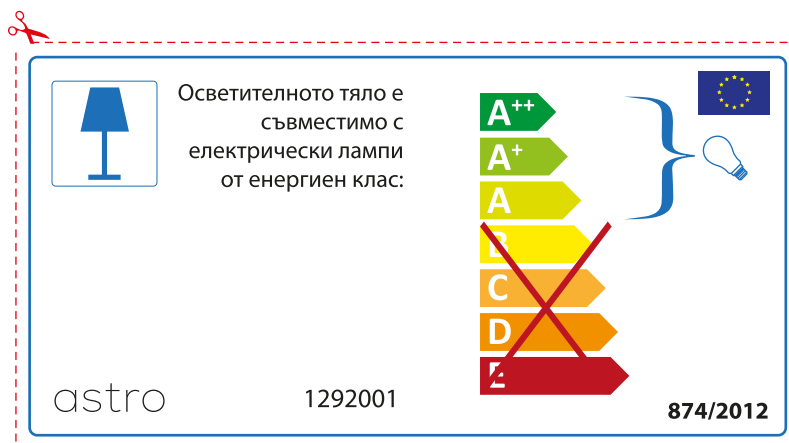 Осветителното тяло е
съвместимо с
електрически лампи
от енергиен клас:
A++
A+
A
B
C
D
E
astro
1292001
874/2012